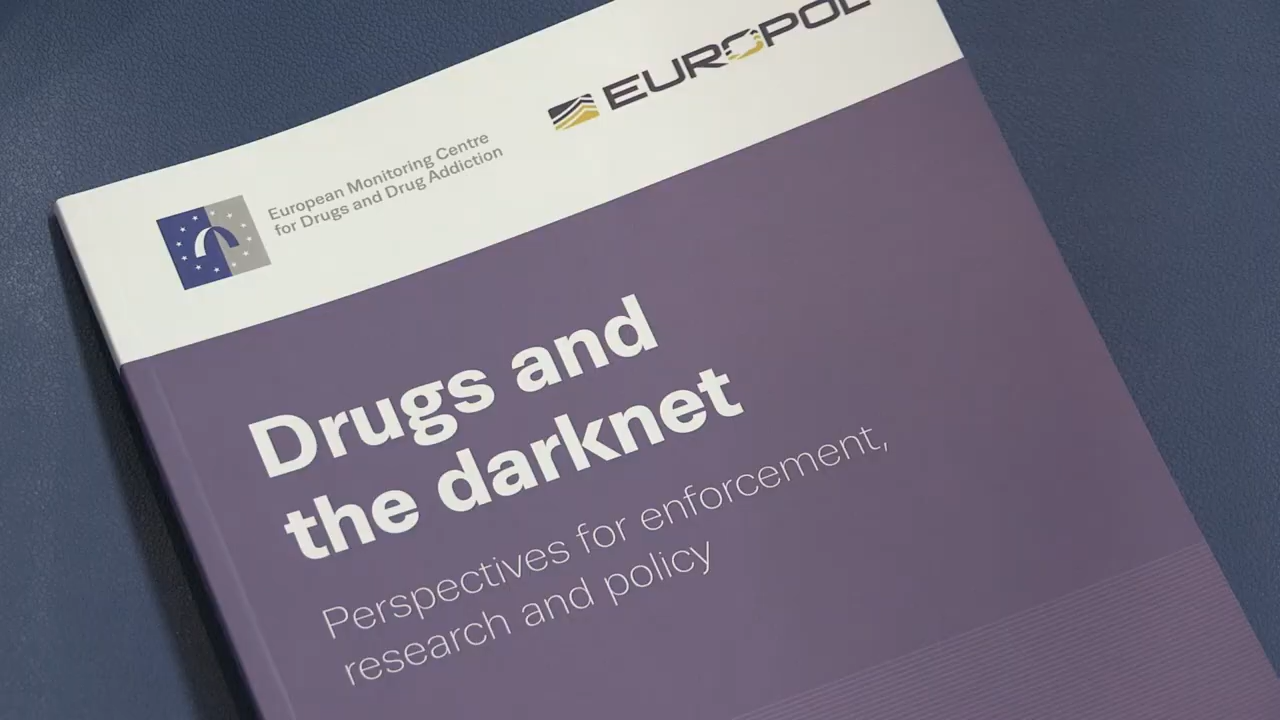 European Monitoring Centre
for Drugs and Drug Addiction
EUROPOL
Drugs and
the darknet
Perspectives for enforcement,
research and policy